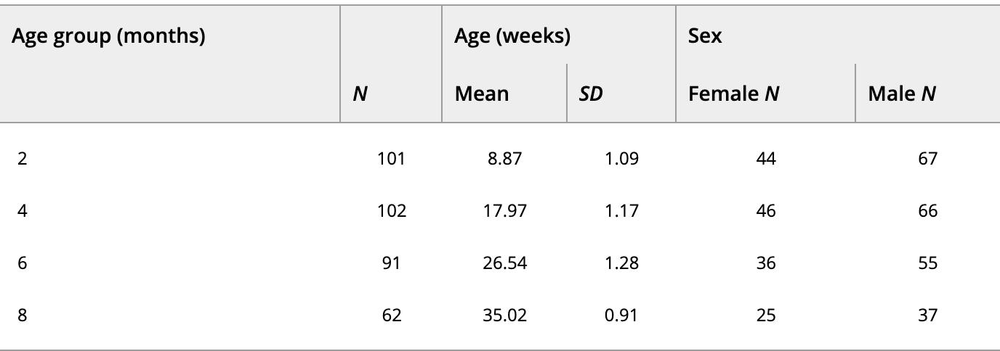 Age group (months) Age (weeks) Sex
N Mean SD Female N Male N
2 101 8.87 1.09 44 67
4 102 17.97 1.17 46 66
6 91 26.54 1.28 36 55
8 62 35.02 0.91 25 37